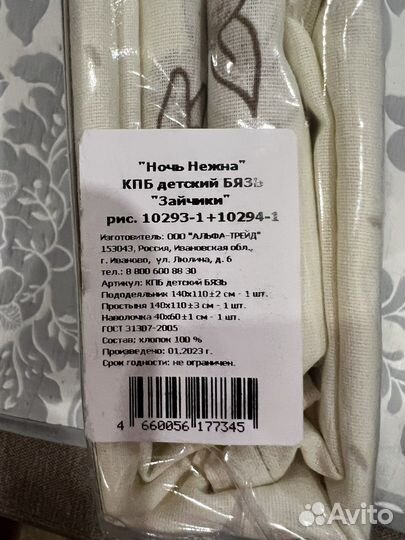 "Ночь Нежна"
КПБ детский БЯЗЬ
"Зайчики"
рис. 10293-1+10294-1
Изготовитель: ООО "АЛЬФА-ТРЕЙД"
153043, Россия, Ивановская обл.,
г. Иваново, ул. Люлина, д. 6
тел.: 8 800 600 88 30
Артикул: КПБ детский БЯЗЬ
Пододеяльник 140х110±2 см - 1 шт.
Простыня 140х110±3 см - 1 шт.
Наволочка 40х60±1 см - 1 шт.
ГОСТ 31307-2005
Состав: хлопок 100 %
Произведено: 01.2023 г.
Срок годности: не ограничен.
4 660056 177345
Avito